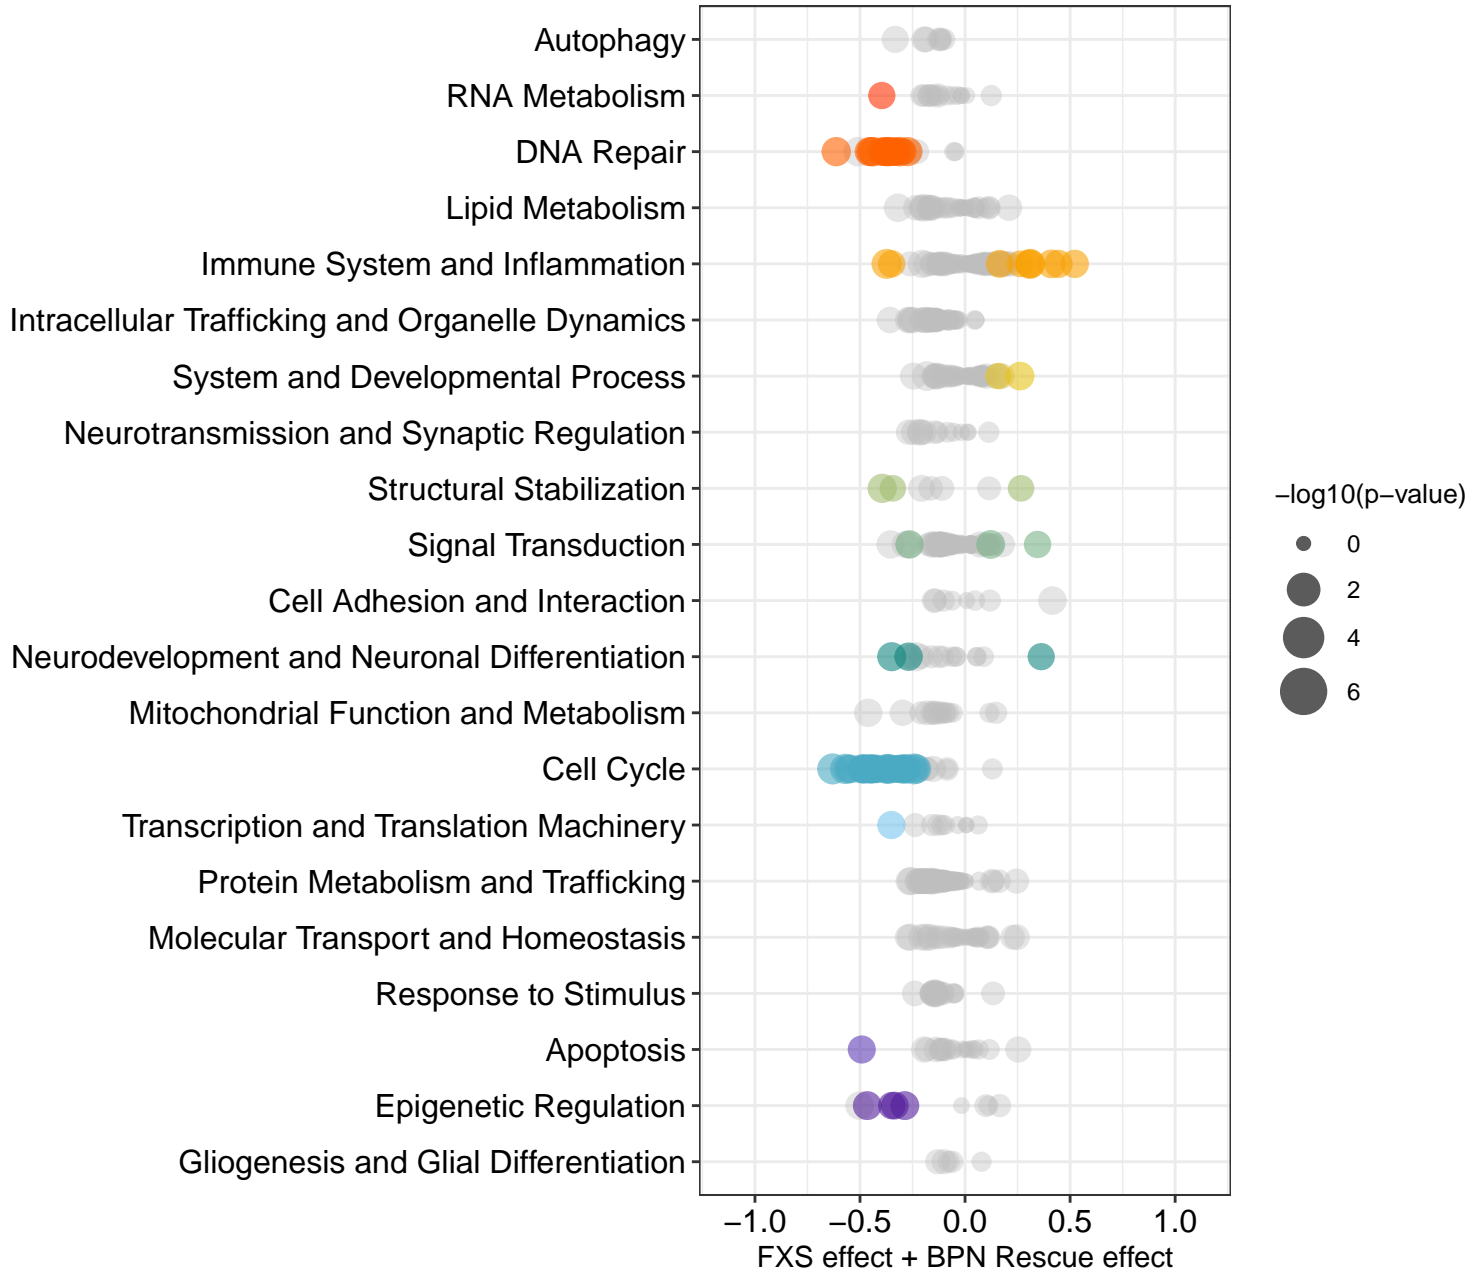 Autophagy
RNA Metabolism
DNA Repair
Lipid Metabolism
Immune System and Inflammation
Intracellular Trafficking and Organelle Dynamics
System and Developmental Process
Neurotransmission and Synaptic Regulation
Structural Stabilization
Signal Transduction
Cell Adhesion and Interaction
Neurodevelopment and Neuronal Differentiation
Mitochondrial Function and Metabolism
Cell Cycle
Transcription and Translation Machinery
Protein Metabolism and Trafficking
Molecular Transport and Homeostasis
Response to Stimulus
Apoptosis
Epigenetic Regulation
Gliogenesis and Glial Differentiation
−1.0 −0.5 0.0 0.5 1.0
FXS effect + BPN Rescue effect
−log10(p−value)
0
2
4
6